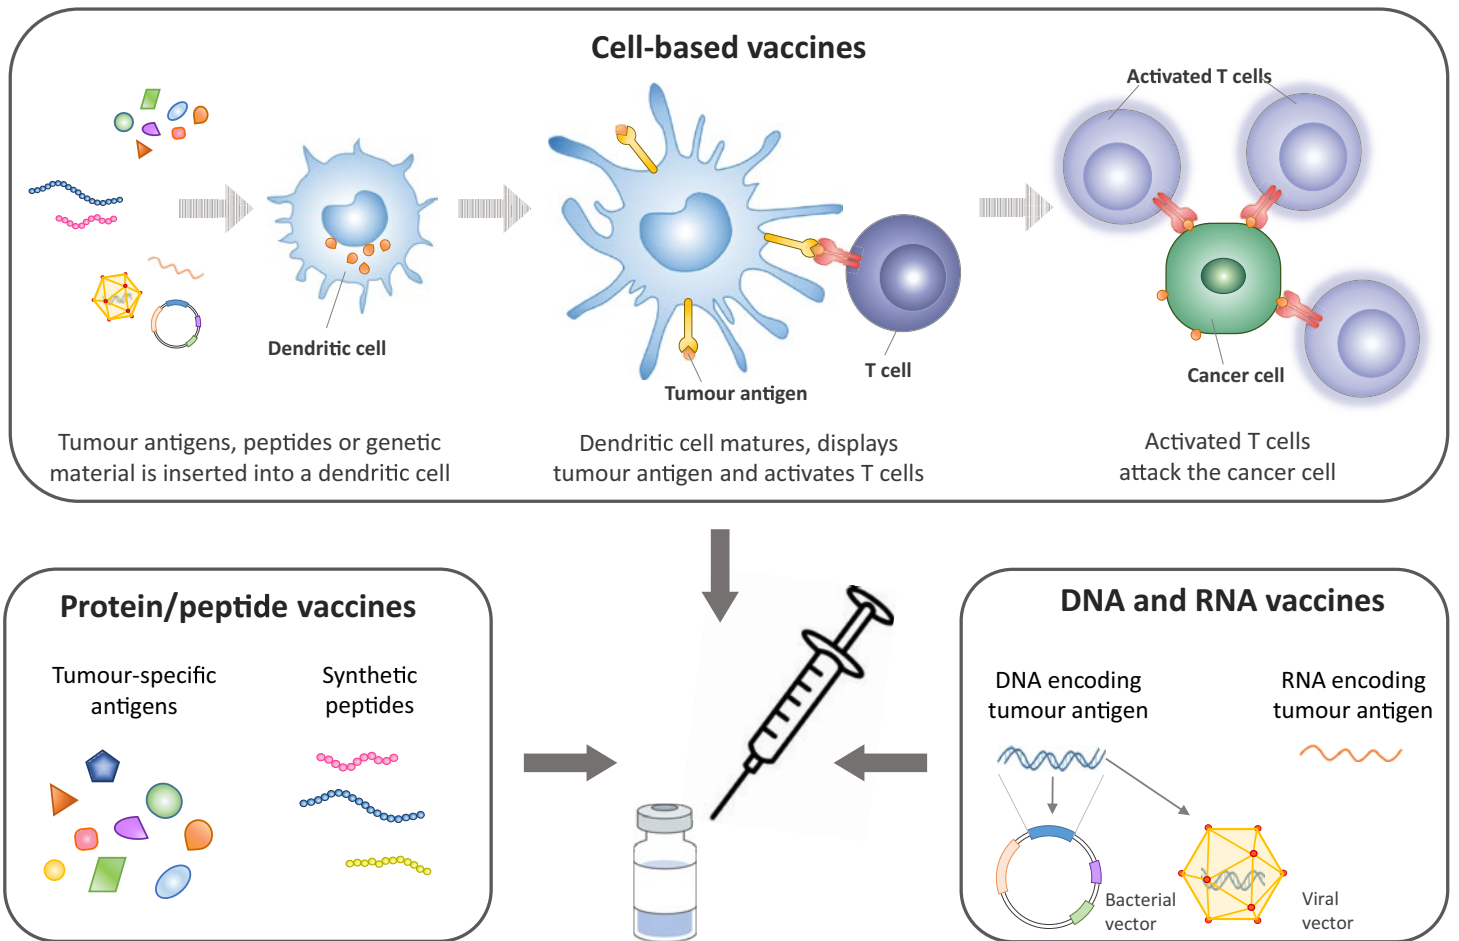 Cell-based vaccines
Activated T cells
Dendritic cell
Tumour antigen
T cell
Cancer cell
Tumour antigens, peptides or genetic
material is inserted into a dendritic cell
Dendritic cell matures, displays
tumour antigen and activates T cells
Activated T cells
attack the cancer cell
Protein/peptide vaccines
Tumour-specific
antigens
Synthetic
peptides
DNA and RNA vaccines
DNA encoding
tumour antigen
RNA encoding
tumour antigen
Bacterial
vector
Viral
vector